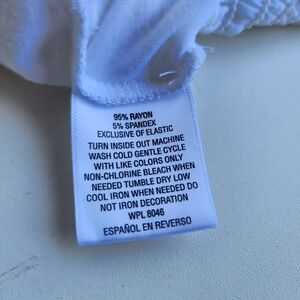 95% RAYON
5% SPANDEX
EXCLUSIVE OF ELASTIC
TURN INSIDE OUT MACHINE
WASH COLD GENTLE CYCLE
WITH LIKE COLORS ONLY
NON-CHLORINE BLEACH WHEN
NEEDED TUMBLE DRY LOW
COOL IRON WHEN NEEDED DO
NOT IRON DECORATION
WPL 8046
ESPAÑOL EN REVERSO